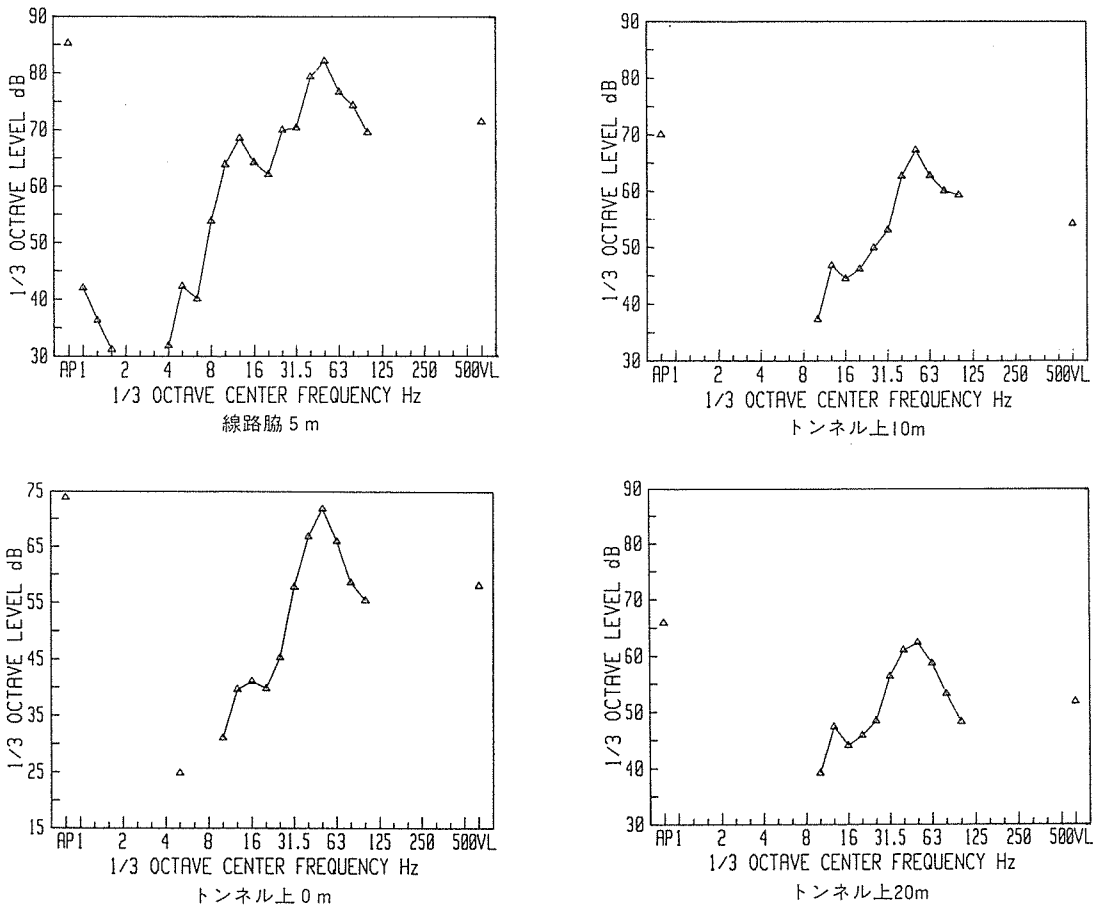 1/3 OCTAVE LEVEL dB
90
80
70
60
50
40
30
AP 1 2 4 8 16 31.5 63 125 250 500VL
1/3 OCTAVE CENTER FREQUENCY Hz
線路脇5m
1/3 OCTAVE LEVEL dB
90
80
70
60
50
40
30
AP1 2 4 8 16 31.5 63 125 250 500VL
1/3 OCTAVE CENTER FREQUENCY Hz
トンネル上10m
1/3 OCTAVE LEVEL dB
75
65
55
45
35
25
15
AP1 2 4 8 16 31.5 63 125 250 500VL
1/3 OCTAVE CENTER FREQUENCY Hz
トンネル上0m
1/3 OCTAVE LEVEL dB
90
80
70
60
50
40
30
AP1 2 4 8 16 31.5 63 125 250 500VL
1/3 OCTAVE CENTER FREQUENCY Hz
トンネル上20m